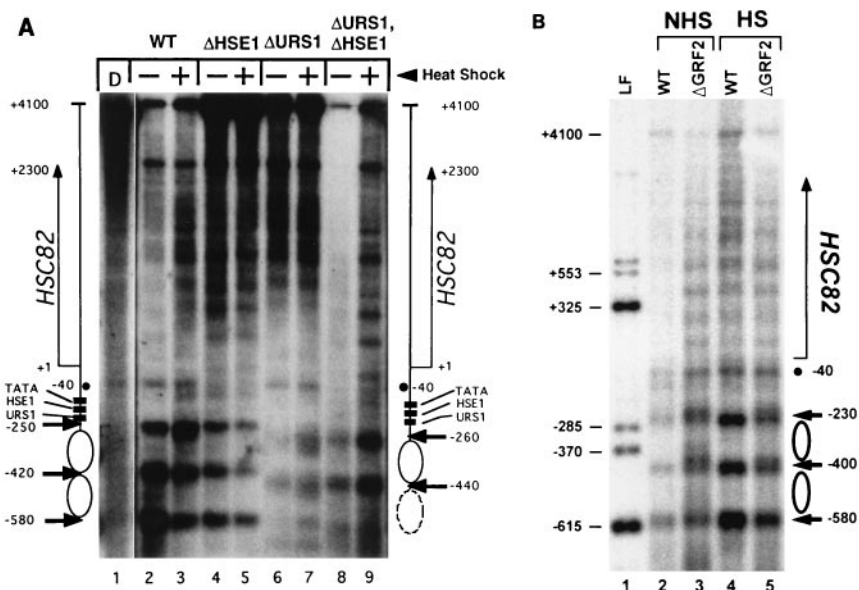 A
WT
ΔHSE1
ΔURS1
ΔURS1,
ΔHSE1
D
− + − + − + − +
Heat Shock
+4100
+2300
HSC82
+1
-40
TATA
HSE1
URS1
-250
-420
-580
+4100
+2300
HSC82
+1
-40
TATA
HSE1
URS1
-260
-440
1 2 3 4 5 6 7 8 9
B
NHS HS
LF
WT
ΔGRF2
WT
ΔGRF2
+4100
+553
+325
-285
-370
-615
HSC82
-40
-230
-400
-580
1 2 3 4 5